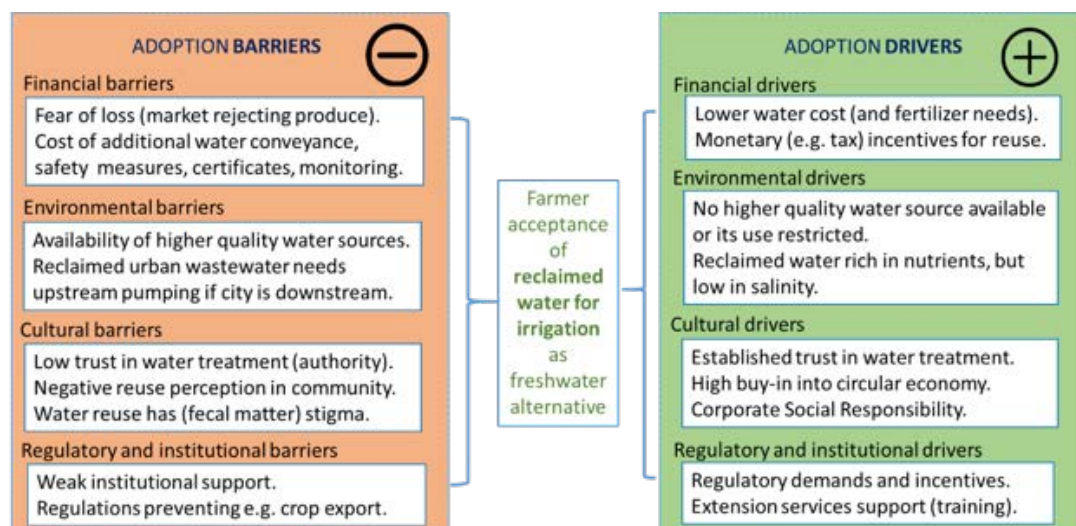 ADOPTION BARRIERS
Financial barriers
Fear of loss (market rejecting produce).
Cost of additional water conveyance,
safety measures, certificates, monitoring.
Environmental barriers
Availability of higher quality water sources.
Reclaimed urban wastewater needs
upstream pumping if city is downstream.
Cultural barriers
Low trust in water treatment (authority).
Negative reuse perception in community.
Water reuse has (fecal matter) stigma.
Regulatory and institutional barriers
Weak institutional support.
Regulations preventing e.g. crop export.
Farmer
acceptance
of
reclaimed
water for
irrigation
as
freshwater
alternative
ADOPTION DRIVERS
Financial drivers
Lower water cost (and fertilizer needs).
Monetary (e.g. tax) incentives for reuse.
Environmental drivers
No higher quality water source available
or its use restricted.
Reclaimed water rich in nutrients, but
low in salinity.
Cultural drivers
Established trust in water treatment.
High buy-in into circular economy.
Corporate Social Responsibility.
Regulatory and institutional drivers
Regulatory demands and incentives.
Extension services support (training).